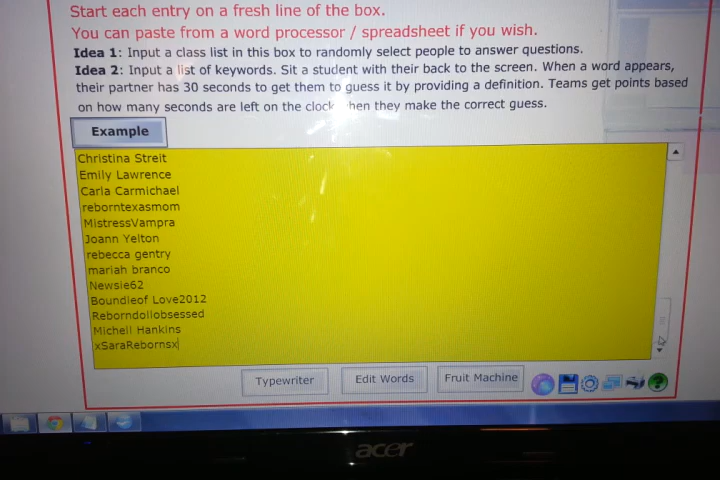 Start each entry on a fresh line of the box.
You can paste from a word processor / spreadsheet if you wish.
Idea 1: Input a class list in this box to randomly select people to answer questions.
Idea 2: Input a list of keywords. Sit a student with their back to the screen. When a word appears,
their partner has 30 seconds to get them to guess it by providing a definition. Teams get points based
on how many seconds are left on the clock when they make the correct guess.
Example
Christina Streit
Emily Lawrence
Carla Carmichael
reborntexasmom
MistressVampra
Joann Yelton
rebecca gentry
mariah branco
Newsie62
Boundieof Love2012
Reborndollobsessed
Michell Hankins
xSaraRebornsx
Typewriter
Edit Words
Fruit Machine
?
acer